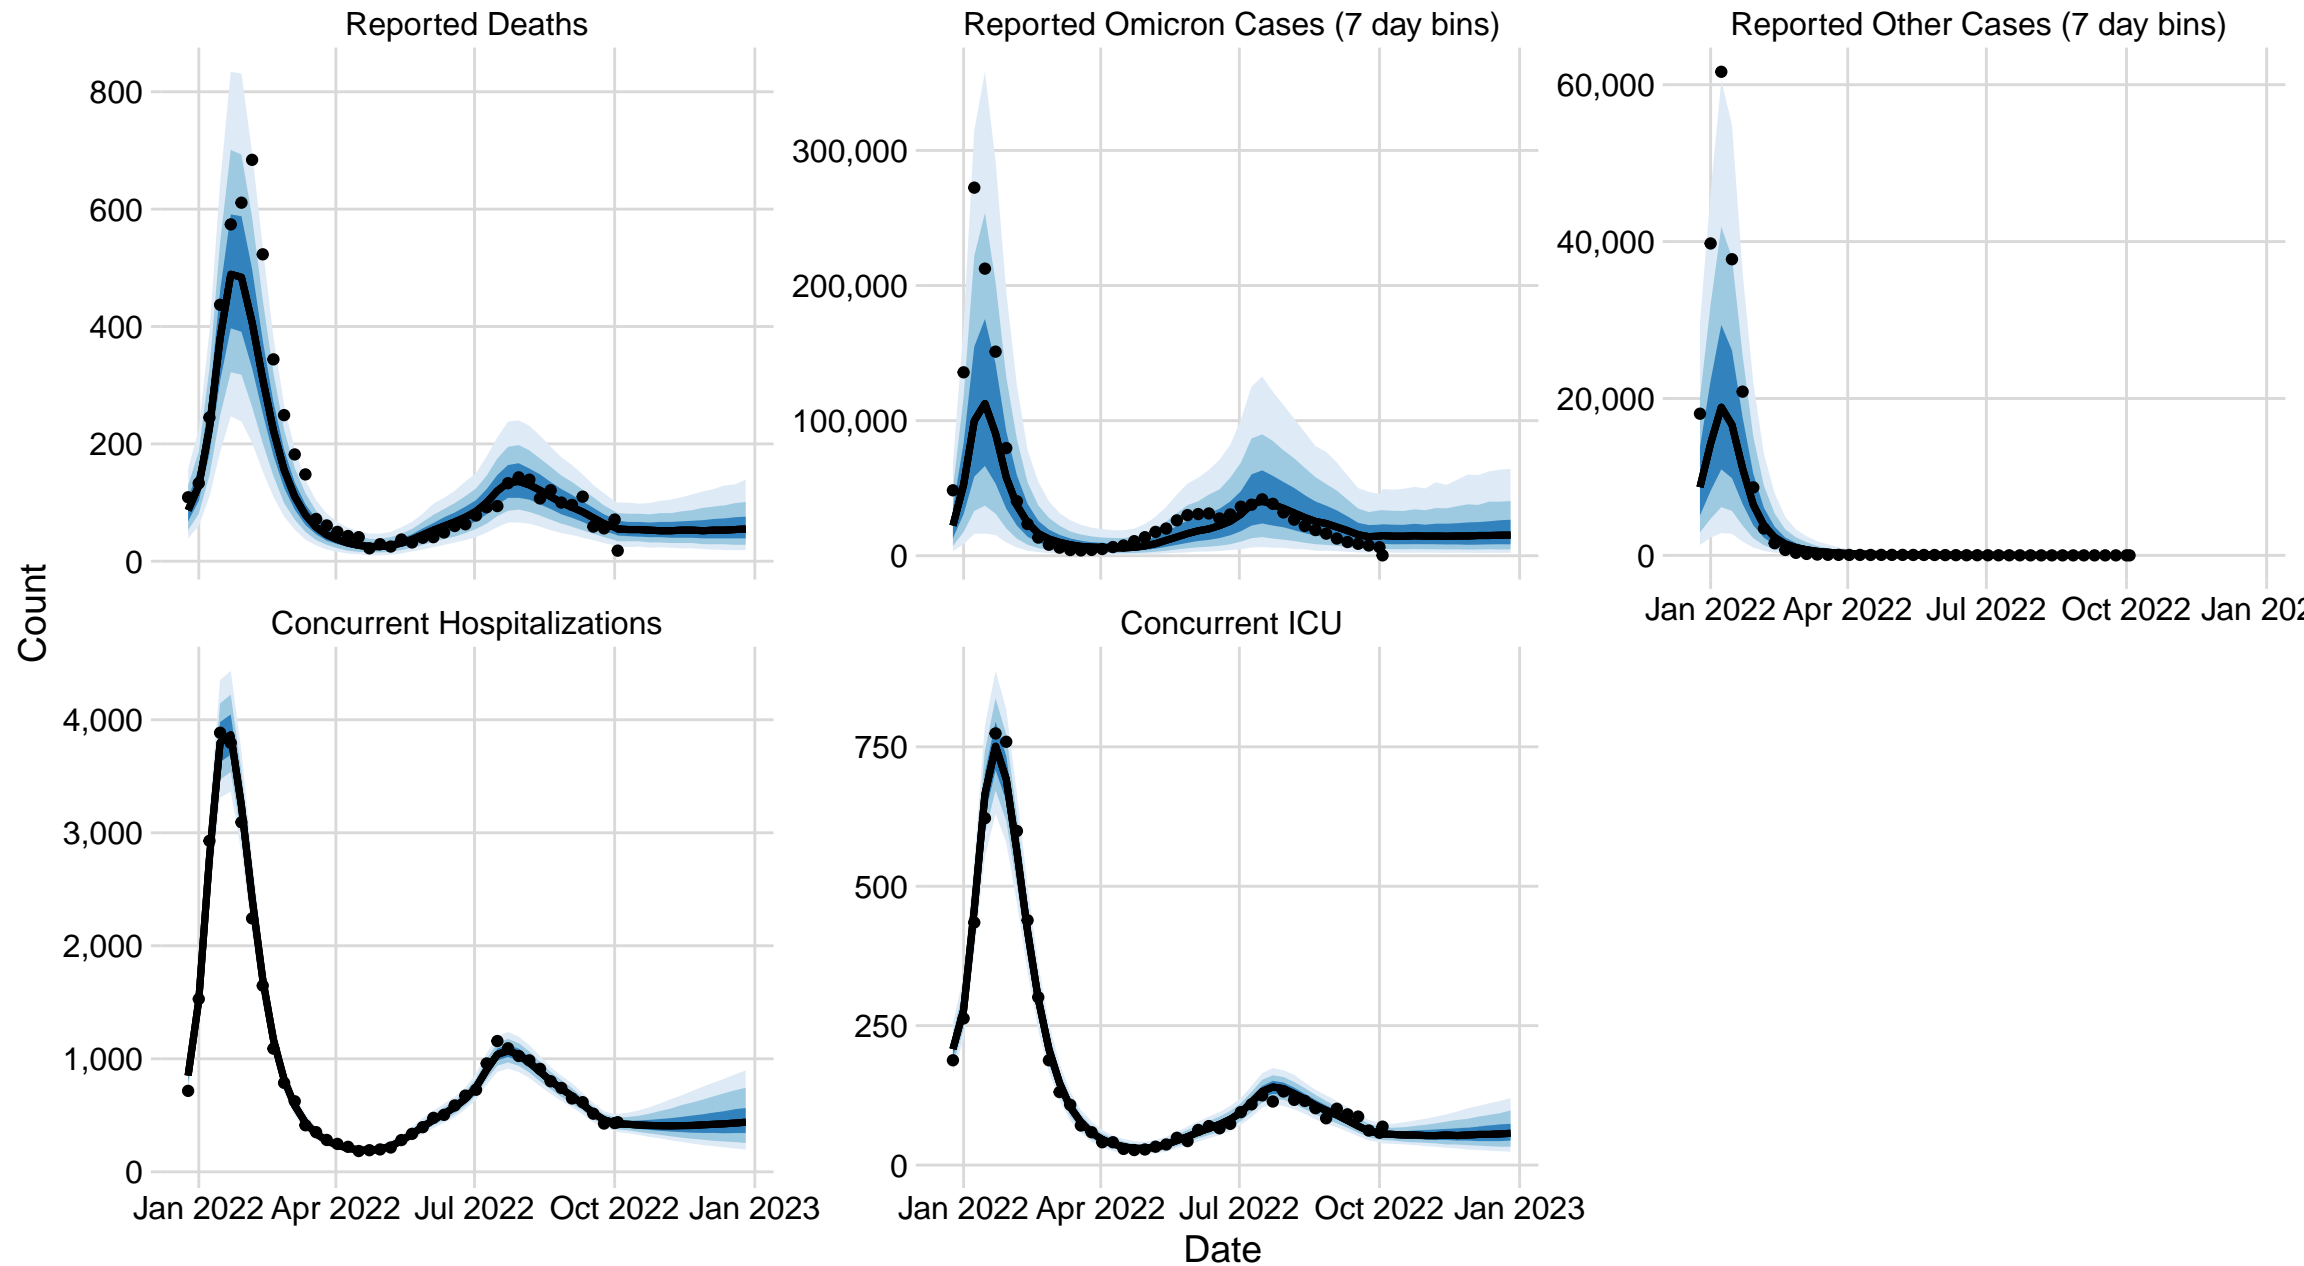 Reported Deaths
Reported Omicron Cases (7 day bins)
Reported Other Cases (7 day bins)
800
600
400
200
0
300,000
200,000
100,000
0
60,000
40,000
20,000
0
Jan 2022 Apr 2022 Jul 2022 Oct 2022 Jan 202
Count
Concurrent Hospitalizations
Concurrent ICU
4,000
3,000
2,000
1,000
0
750
500
250
0
Jan 2022 Apr 2022 Jul 2022 Oct 2022 Jan 2023
Jan 2022 Apr 2022 Jul 2022 Oct 2022 Jan 2023
Date